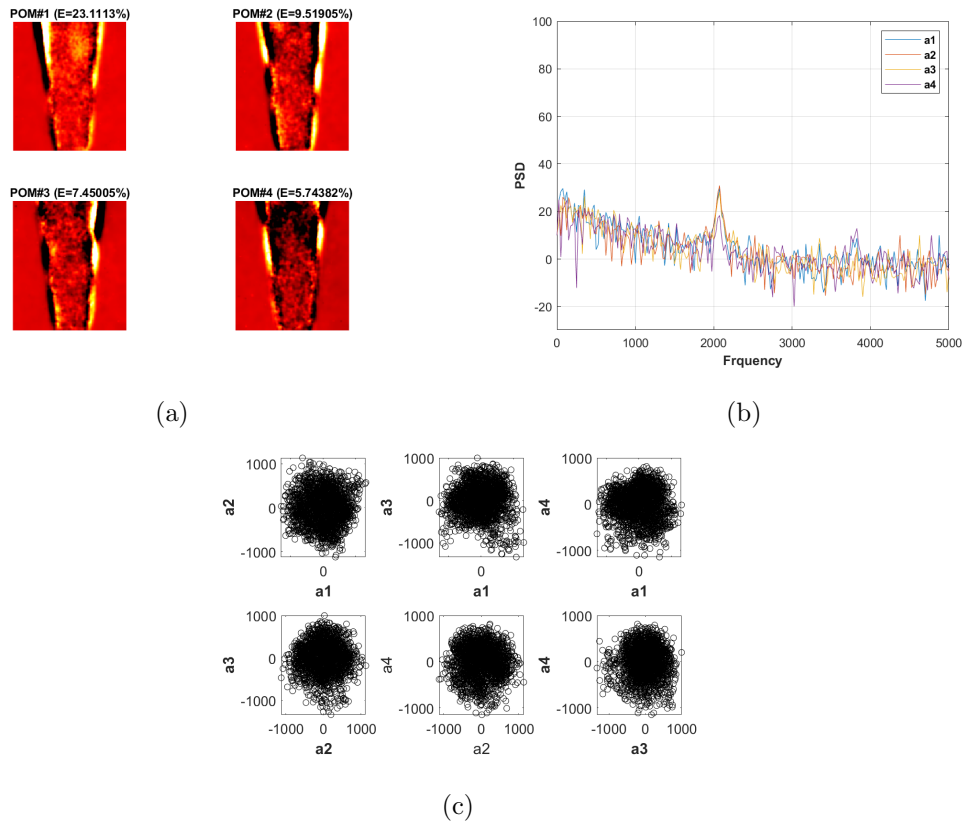 POM#1 (E=23.1113%)
POM#2 (E=9.51905%)
POM#3 (E=7.45005%)
POM#4 (E=5.74382%)
(a)
100
80
60
40
20
0
-20
PSD
0 1000 2000 3000 4000 5000
Frquency
a1
a2
a3
a4
(b)
1000
0
-1000
a2
0
a1
1000
0
-1000
a3
0
a1
1000
0
-1000
a4
0
a1
1000
0
-1000
a3
-1000 0 1000
a2
1000
0
-1000
a4
-1000 0 1000
a2
1000
0
-1000
a4
-1000 0 1000
a3
(c)